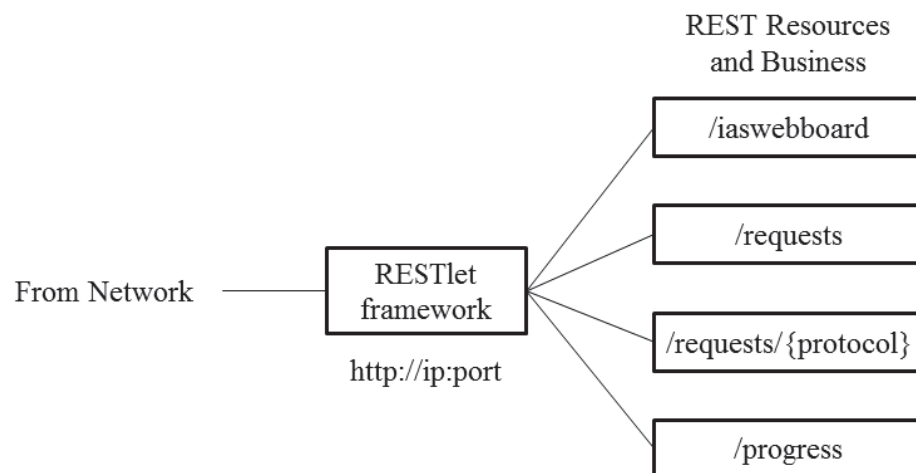 REST Resources
and Business
/iaswebboard
/requests
From Network
RESTlet
framework
http://ip:port
/requests/{protocol}
/progress